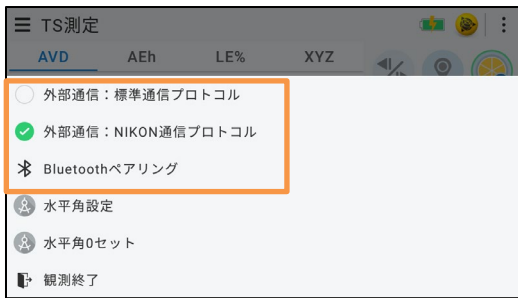 TS測定
AVD AEh LE% XYZ
外部通信：標準通信プロトコル
外部通信：NIKON通信プロトコル
Bluetoothペアリング
水平角設定
水平角0セット
観測終了